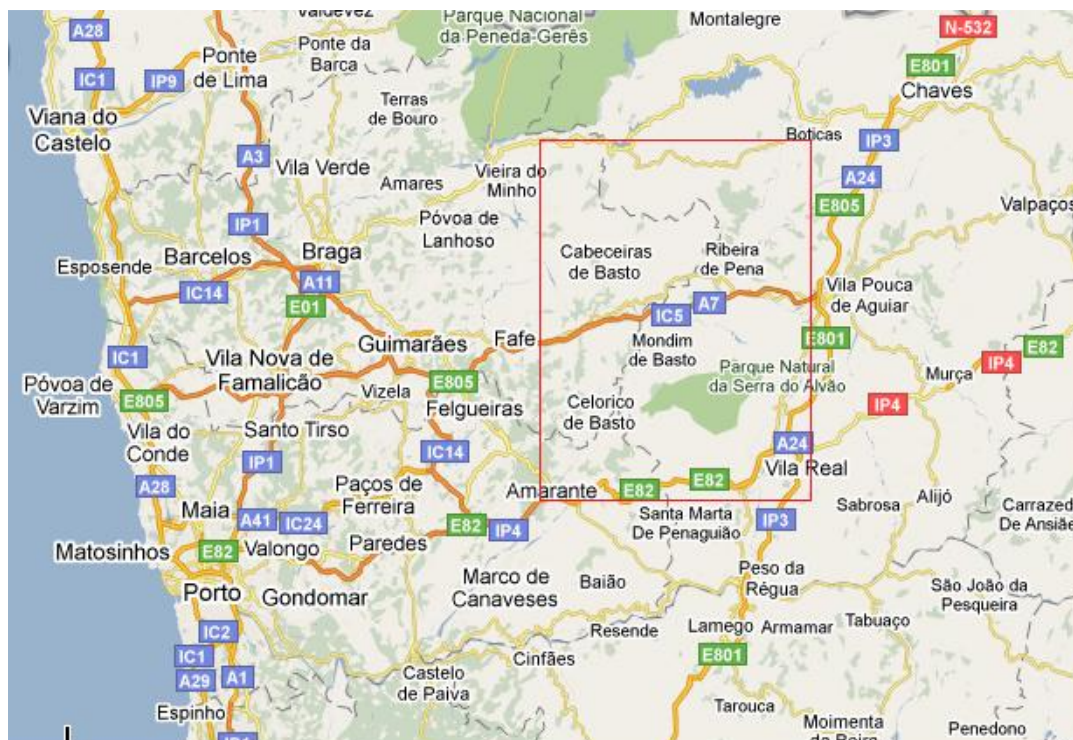 Valdevez
Parque Nacional
da Peneda-Gerês
Montalegre
N-532
A28
Ponte
de Lima
Ponte da
Barca
E801
IC1
IP9
Chaves
Terras
de Bouro
Viana do
Castelo
Boticas
IP3
A3
Vila Verde
Vieira do
Minho
Amares
A24
E805
Valpaços
IP1
Póvoa de
Lanhoso
Cabeceiras
de Basto
Ribeira
de Pena
Barcelos
Braga
Esposende
A11
IC14
E01
Vila Pouca
de Aguiar
A7
IC5
Guimarães
Fafe
Mondim
de Basto
E801
E82
IC1
Vila Nova de
Famalicão
Parque Natural
da Serra do Alvão
IP4
Murça
Póvoa de
Varzim
E805
Vizela
E805
Felgueiras
Celorico
de Basto
IP4
Vila do
Conde
Santo Tirso
A24
IC14
IP1
Vila Real
A28
Paços de
Ferreira
Amarante
E82
E82
Alijó
Sabrosa
Maia
A41
IC24
E82
IP4
Santa Marta
De Penaguião
IP3
Carrazed
De Ansiãe
Matosinhos
E82
Valongo
Paredes
Marco de
Canaveses
Baião
Peso da
Régua
São João da
Pesqueira
Porto
Gondomar
Tabuaço
IC2
Resende
Lamego
Armamar
IC1
Cinfães
E801
A29
A1
Castelo
de Paiva
Espinho
Tarouca
Moimenta
da Beira
Penedono
IP1